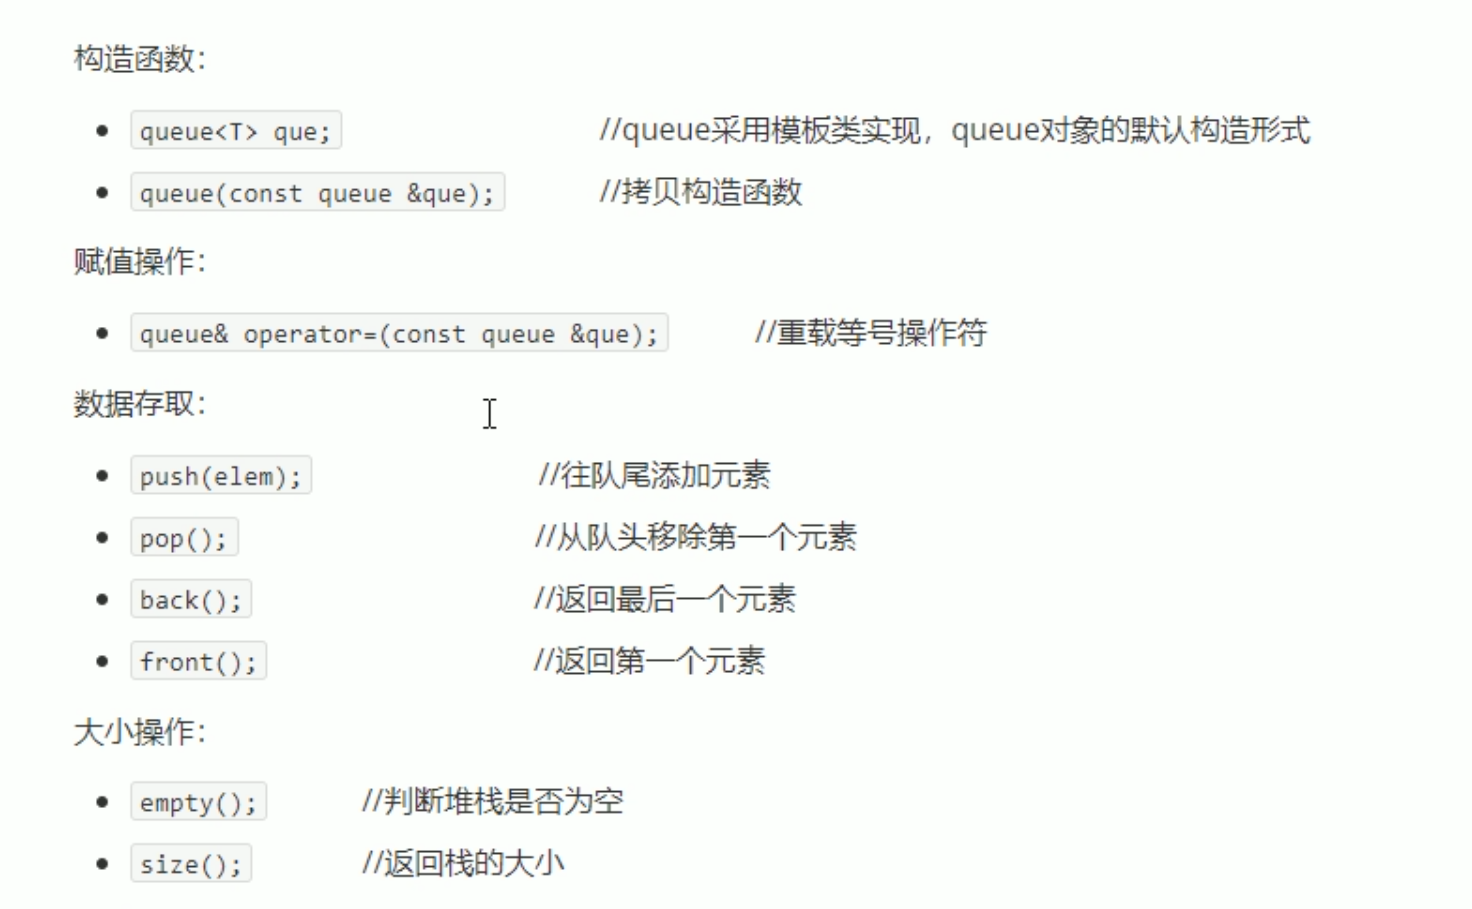 构造函数：
queue<T> que; //queue采用模板类实现，queue对象的默认构造形式
queue(const queue &que); //拷贝构造函数
赋值操作：
queue& operator=(const queue &que); //重载等号操作符
数据存取：
push(elem); //往队尾添加元素
pop(); //从队头移除第一个元素
back(); //返回最后一个元素
front(); //返回第一个元素
大小操作：
empty(); //判断堆栈是否为空
size(); //返回栈的大小